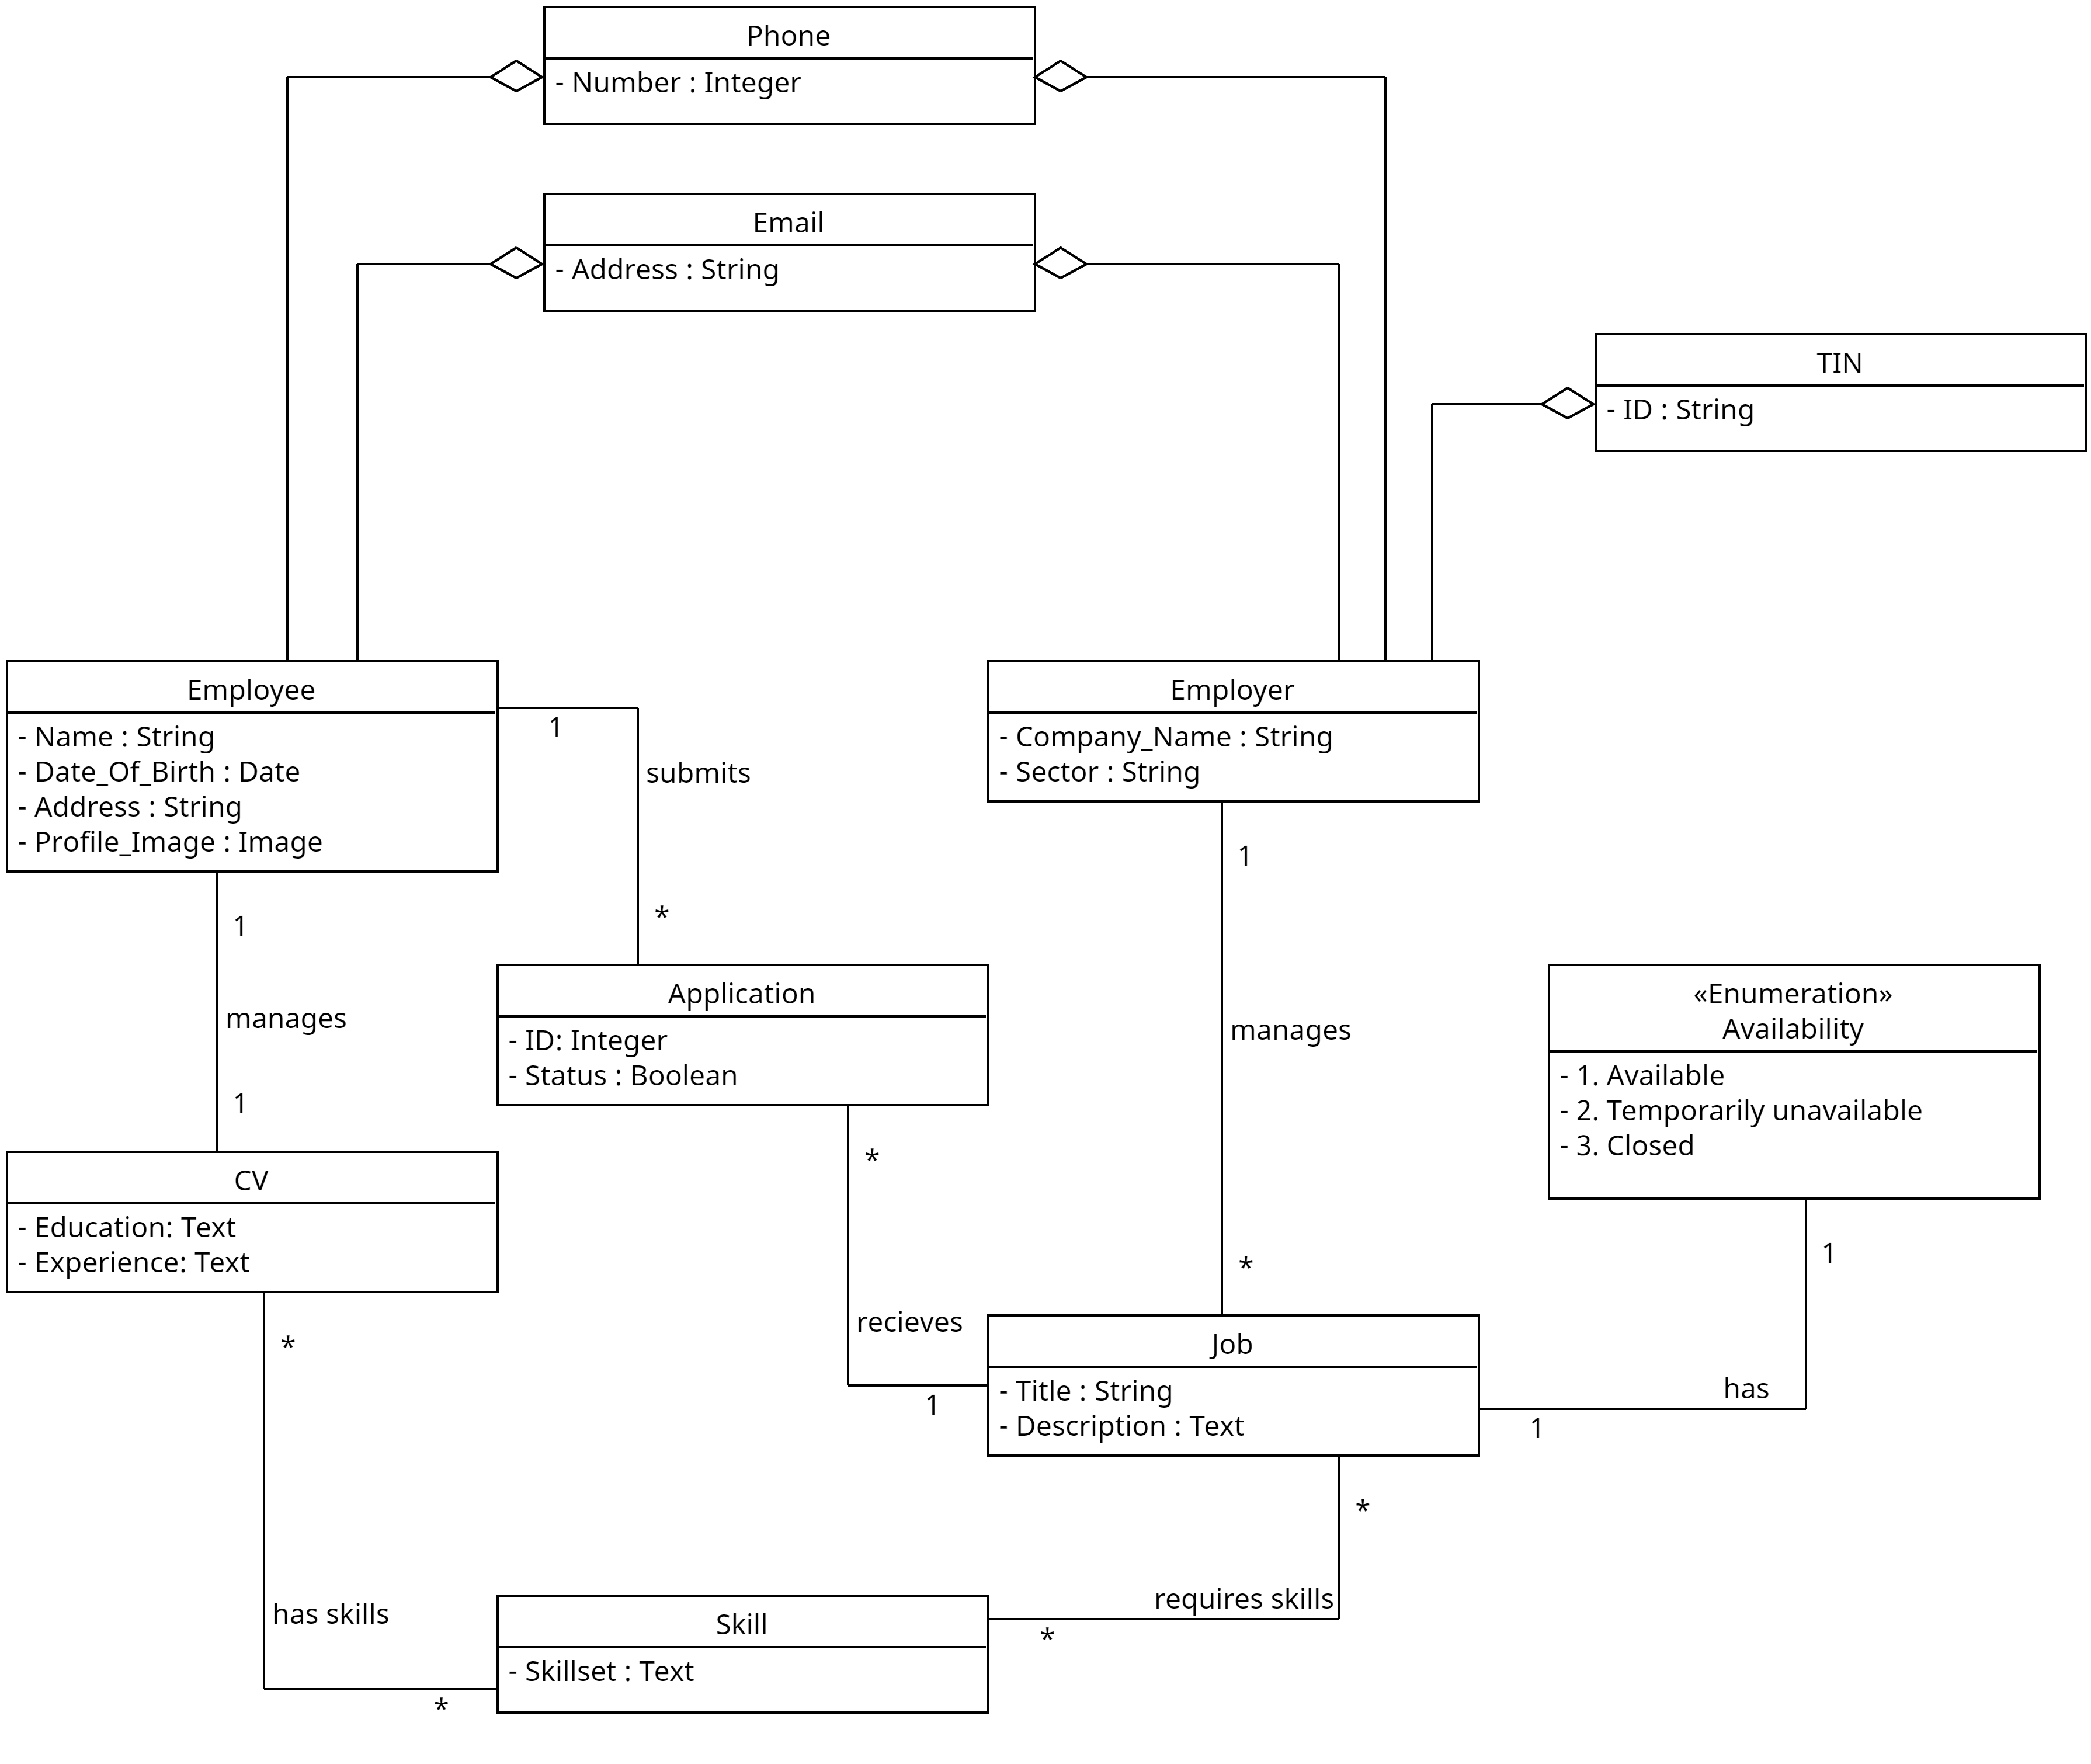 Phone
- Number : Integer
Email
- Address : String
TIN
- ID : String
Employee
- Name : String
- Date_Of_Birth : Date
- Address : String
- Profile_Image : Image
1
submits
*
Employer
- Company_Name : String
- Sector : String
1
manages
*
1
manages
1
Application
- ID: Integer
- Status : Boolean
*
recieves
1
«Enumeration»
Availability
- 1. Available
- 2. Temporarily unavailable
- 3. Closed
1
has
1
CV
- Education: Text
- Experience: Text
*
has skills
*
Job
- Title : String
- Description : Text
*
requires skills
*
Skill
- Skillset : Text